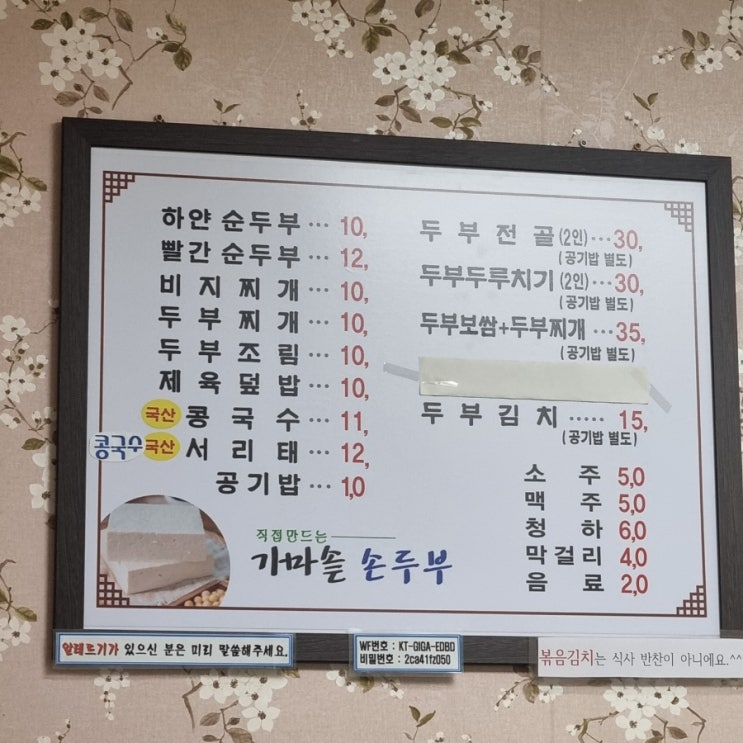 하얀순두부 ··· 10,
빨간순두부 ··· 12,
비지찌개 ··· 10,
두부찌개 ··· 10,
두부조림 ··· 10,
제육덮밥 ··· 10,
국산 콩국수 ··· 11,
콩국수 국산 서리태 ··· 12,
공기밥 ··· 1,0
두부전골(2인) ··· 30,
(공기밥 별도)
두부두루치기(2인) ··· 30,
(공기밥 별도)
두부보쌈+두부찌개 ··· 35,
(공기밥 별도)
두부김치 ····· 15,
(공기밥 별도)
소주 5,0
맥주 5,0
청하 6,0
막걸리 4,0
음료 2,0
직접만드는
가마솥 손두부
알레르기가 있으신 분은 미리 말씀해주세요.
WF번호 : KT-GIGA-EDBD
비밀번호 : 2ca41fz050
볶음김치는 식사 반찬이 아니에요.^^